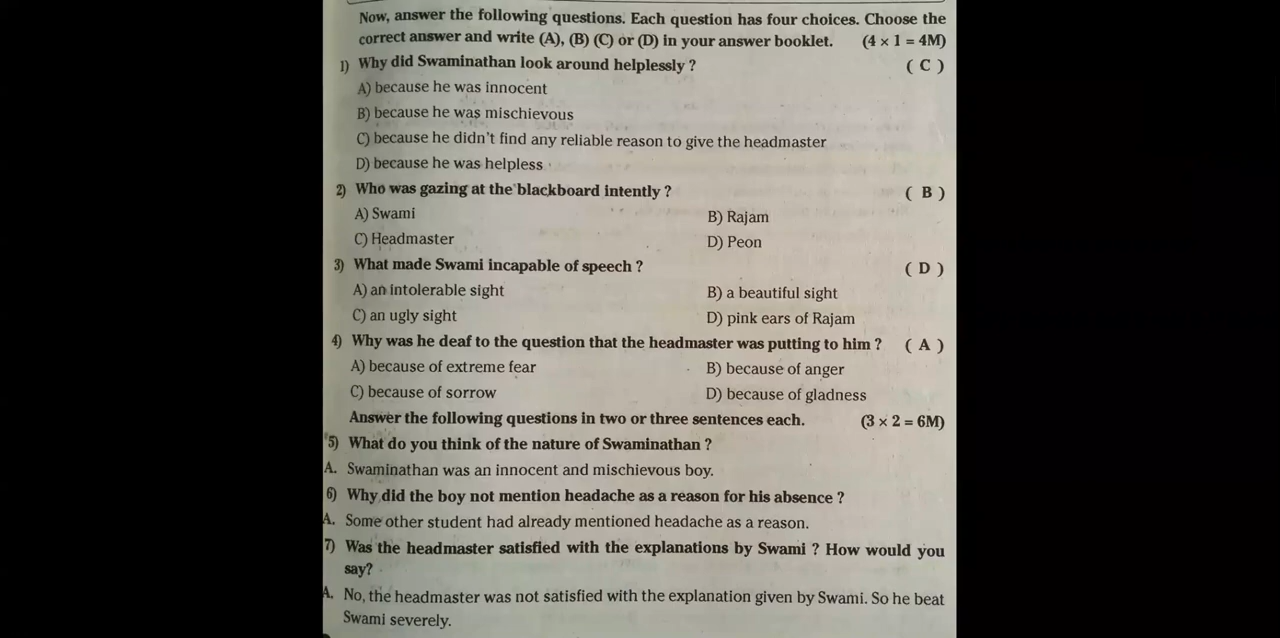 Now, answer the following questions. Each question has four choices. Choose the
correct answer and write (A), (B) (C) or (D) in your answer booklet. (4 × 1 = 4M)
1) Why did Swaminathan look around helplessly ? ( C )
A) because he was innocent
B) because he was mischievous
C) because he didn't find any reliable reason to give the headmaster
D) because he was helpless
2) Who was gazing at the blackboard intently ? ( B )
A) Swami B) Rajam
C) Headmaster D) Peon
3) What made Swami incapable of speech ? ( D )
A) an intolerable sight B) a beautiful sight
C) an ugly sight D) pink ears of Rajam
4) Why was he deaf to the question that the headmaster was putting to him ? ( A )
A) because of extreme fear B) because of anger
C) because of sorrow D) because of gladness
Answer the following questions in two or three sentences each. (3 × 2 = 6M)
5) What do you think of the nature of Swaminathan ?
A. Swaminathan was an innocent and mischievous boy.
6) Why did the boy not mention headache as a reason for his absence ?
A. Some other student had already mentioned headache as a reason.
7) Was the headmaster satisfied with the explanations by Swami ? How would you
say?
A. No, the headmaster was not satisfied with the explanation given by Swami. So he beat
Swami severely.